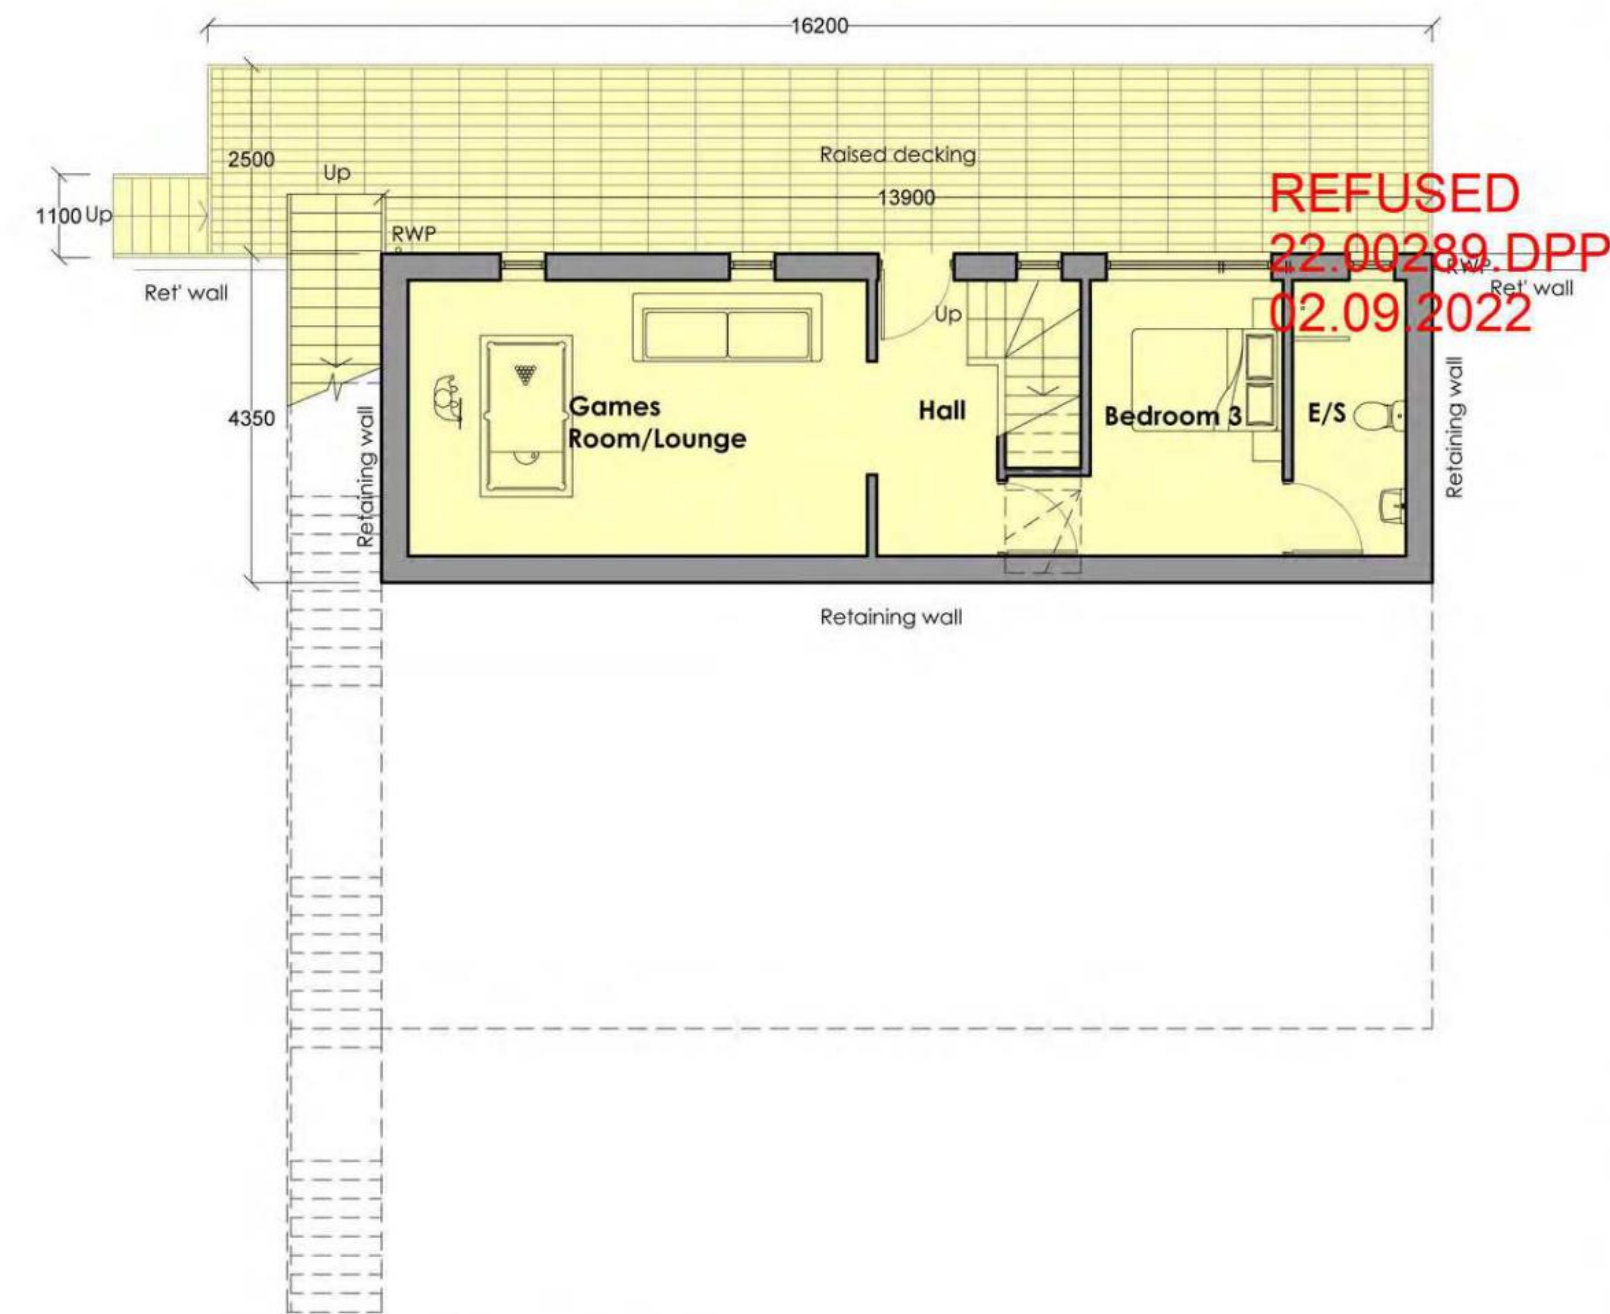 16200
2500
Up
Raised decking
13900
REFUSED
22.00289.DPP
02.09.2022
1100
Up
RWP
RWP
Ret' wall
Ret' wall
Up
4350
Retaining wall
Games
Room/Lounge
Hall
Bedroom 3
E/S
Retaining wall
Retaining wall